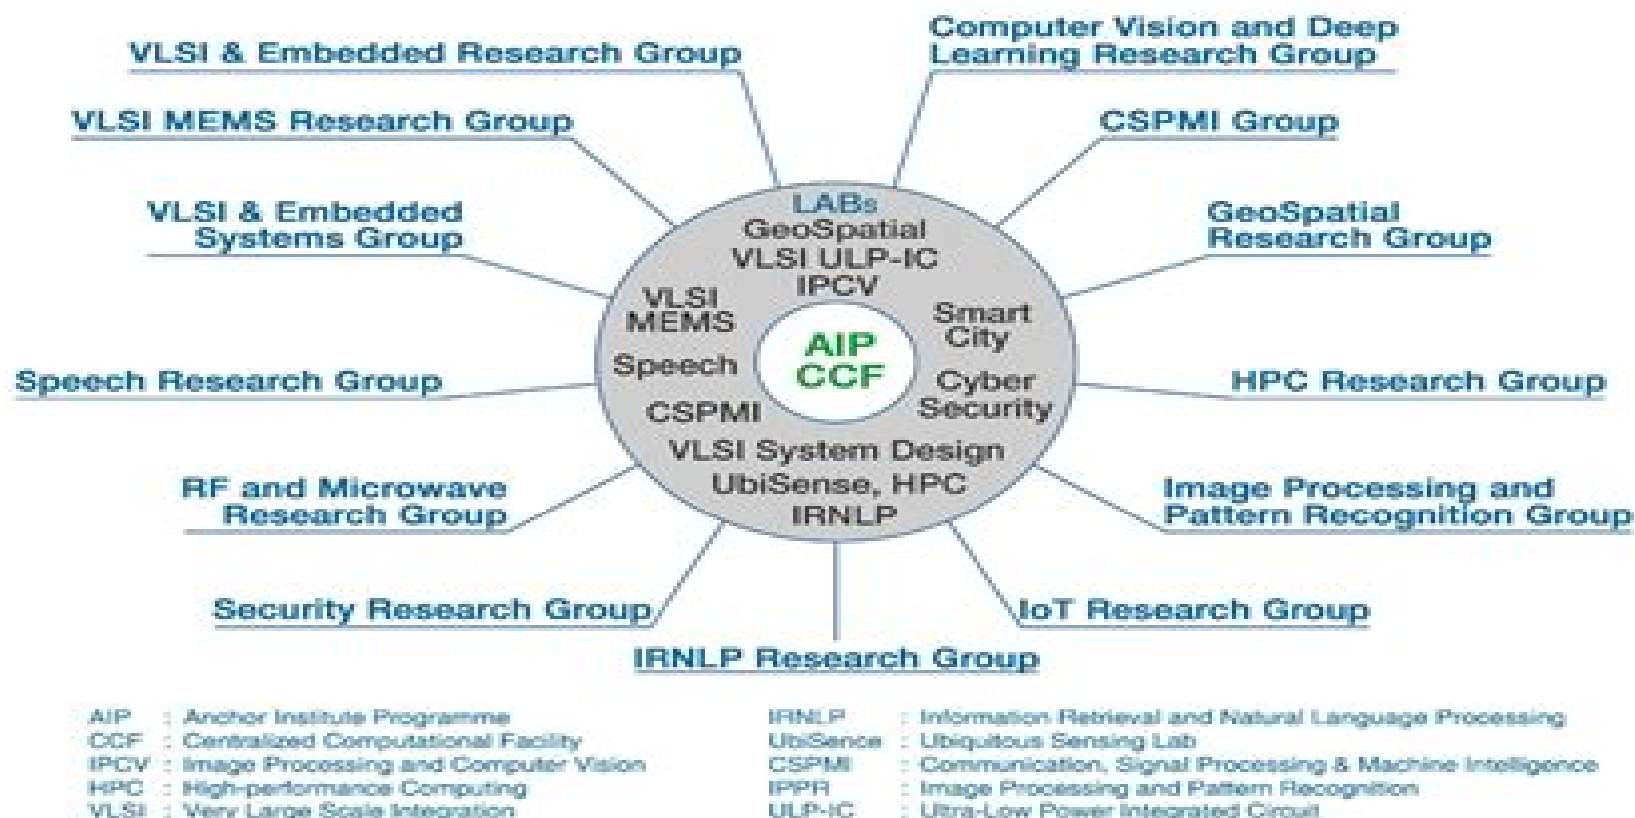 VLSI & Embedded Research Group
Computer Vision and Deep
Learning Research Group
VLSI MEMS Research Group
CSPMI Group
VLSI & Embedded
Systems Group
GeoSpatial
Research Group
Speech Research Group
HPC Research Group
RF and Microwave
Research Group
Image Processing and
Pattern Recognition Group
Security Research Group
IoT Research Group
IRNLP Research Group
LABs
GeoSpatial
VLSI ULP-IC
IPCV
VLSI
MEMS
Smart
City
Speech
Cyber
Security
CSPMI
VLSI System Design
UbiSense, HPC
IRNLP
AIP
CCF
AIP : Anchor Institute Programme
CCF : Centralized Computational Facility
IPCV : Image Processing and Computer Vision
HPC : High-performance Computing
VLSI : Very Large Scale Integration
IRNLP : Information Retrieval and Natural Language Processing
UbiSence : Ubiquitous Sensing Lab
CSPMI : Communication, Signal Processing & Machine Intelligence
IPPR : Image Processing and Pattern Recognition
ULP-IC : Ultra-Low Power Integrated Circuit